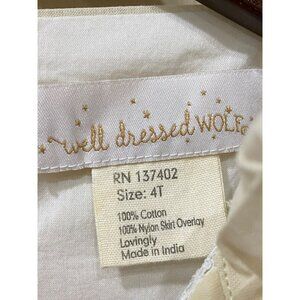 well dressed WOLF
RN 137402
Size: 4T
100% Cotton
100% Nylon Skirt Overlay
Lovingly
Made in India